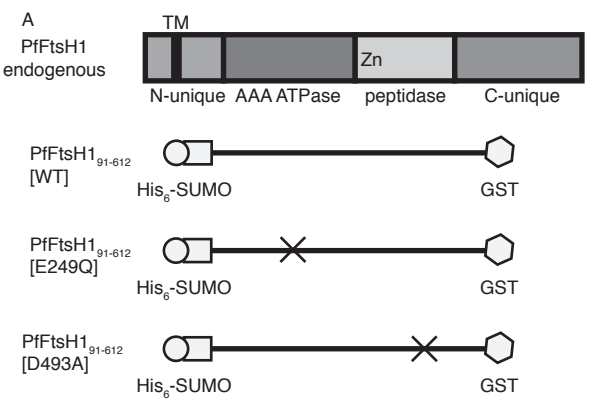 A
TM
PfFtsH1
endogenous
Zn
N-unique AAA ATPase peptidase C-unique
PfFtsH1₉₁₋₆₁₂
[WT]
His₆-SUMO GST
PfFtsH1₉₁₋₆₁₂
[E249Q]
His₆-SUMO GST
PfFtsH1₉₁₋₆₁₂
[D493A]
His₆-SUMO GST